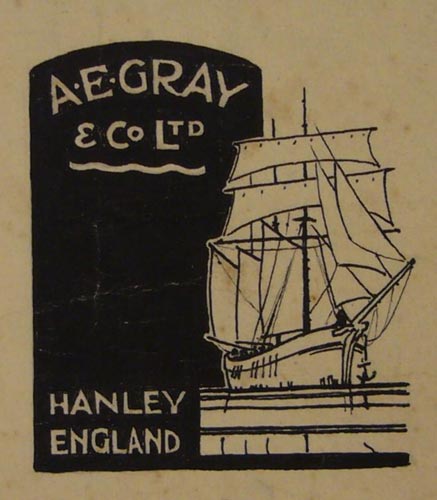 A·E·GRAY
& Co LTD
HANLEY
ENGLAND